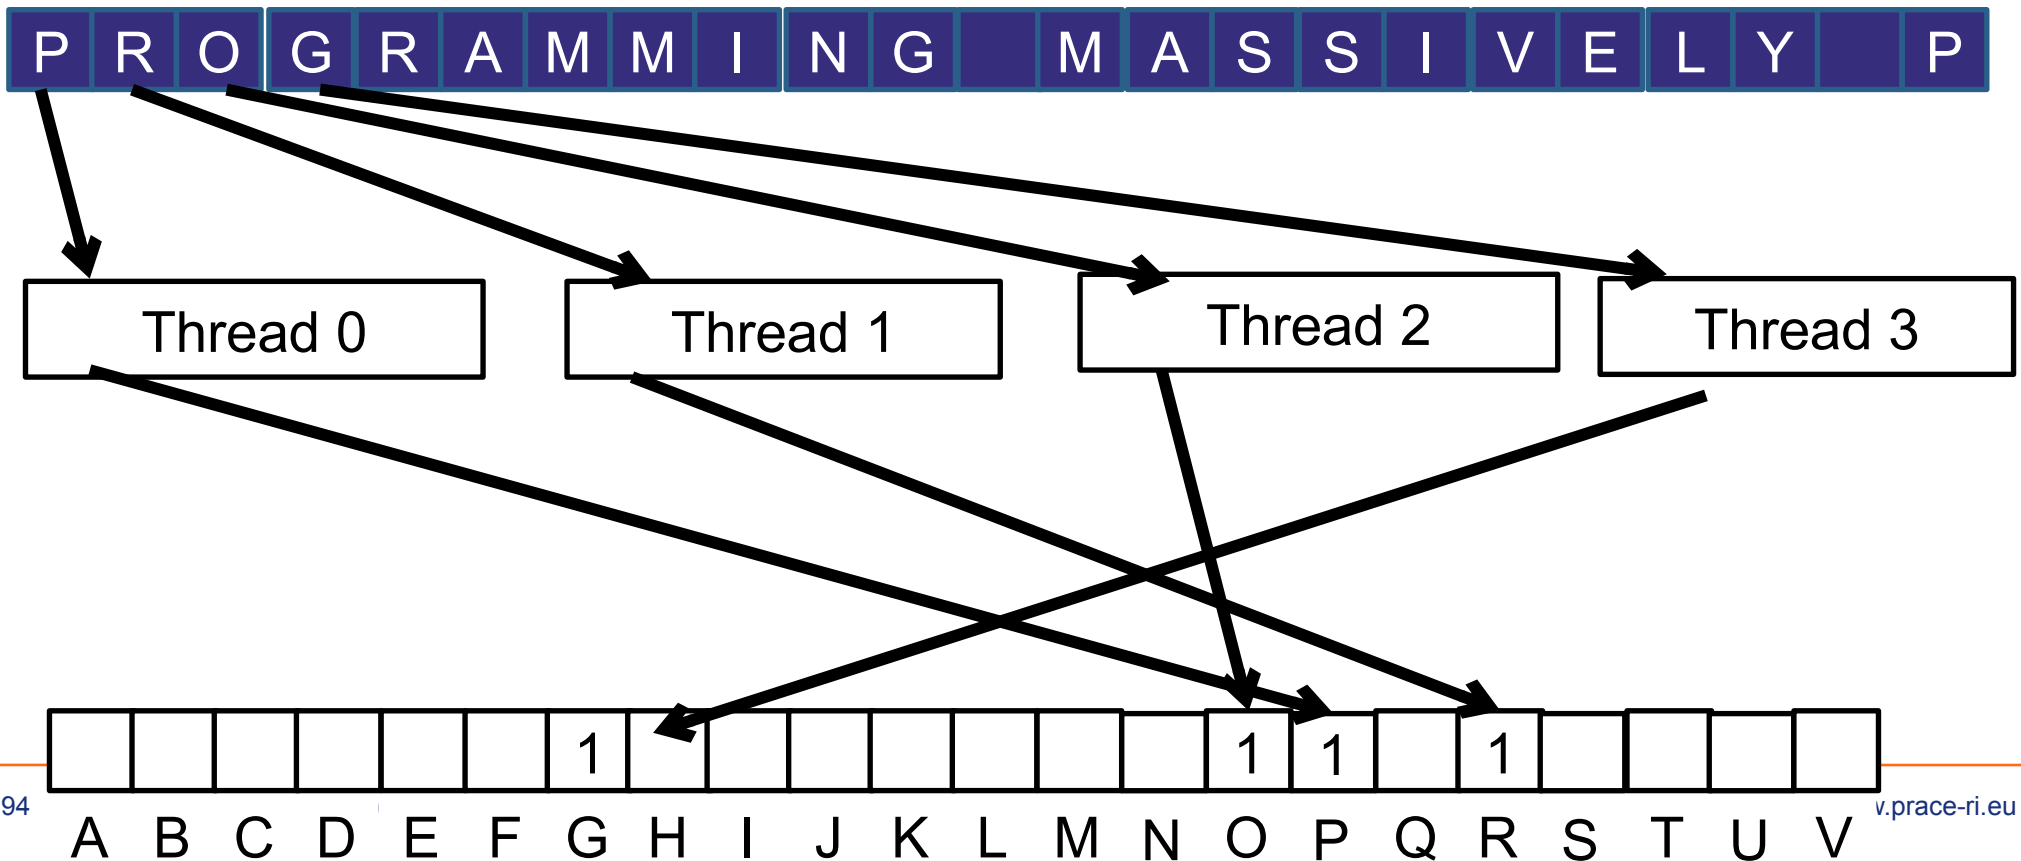 P R O G R A M M I N G M A S S I V E L Y P
Thread 0 Thread 1 Thread 2 Thread 3
1 1 1 1
94 .prace-ri.eu
A B C D E F G H I J K L M N O P Q R S T U V